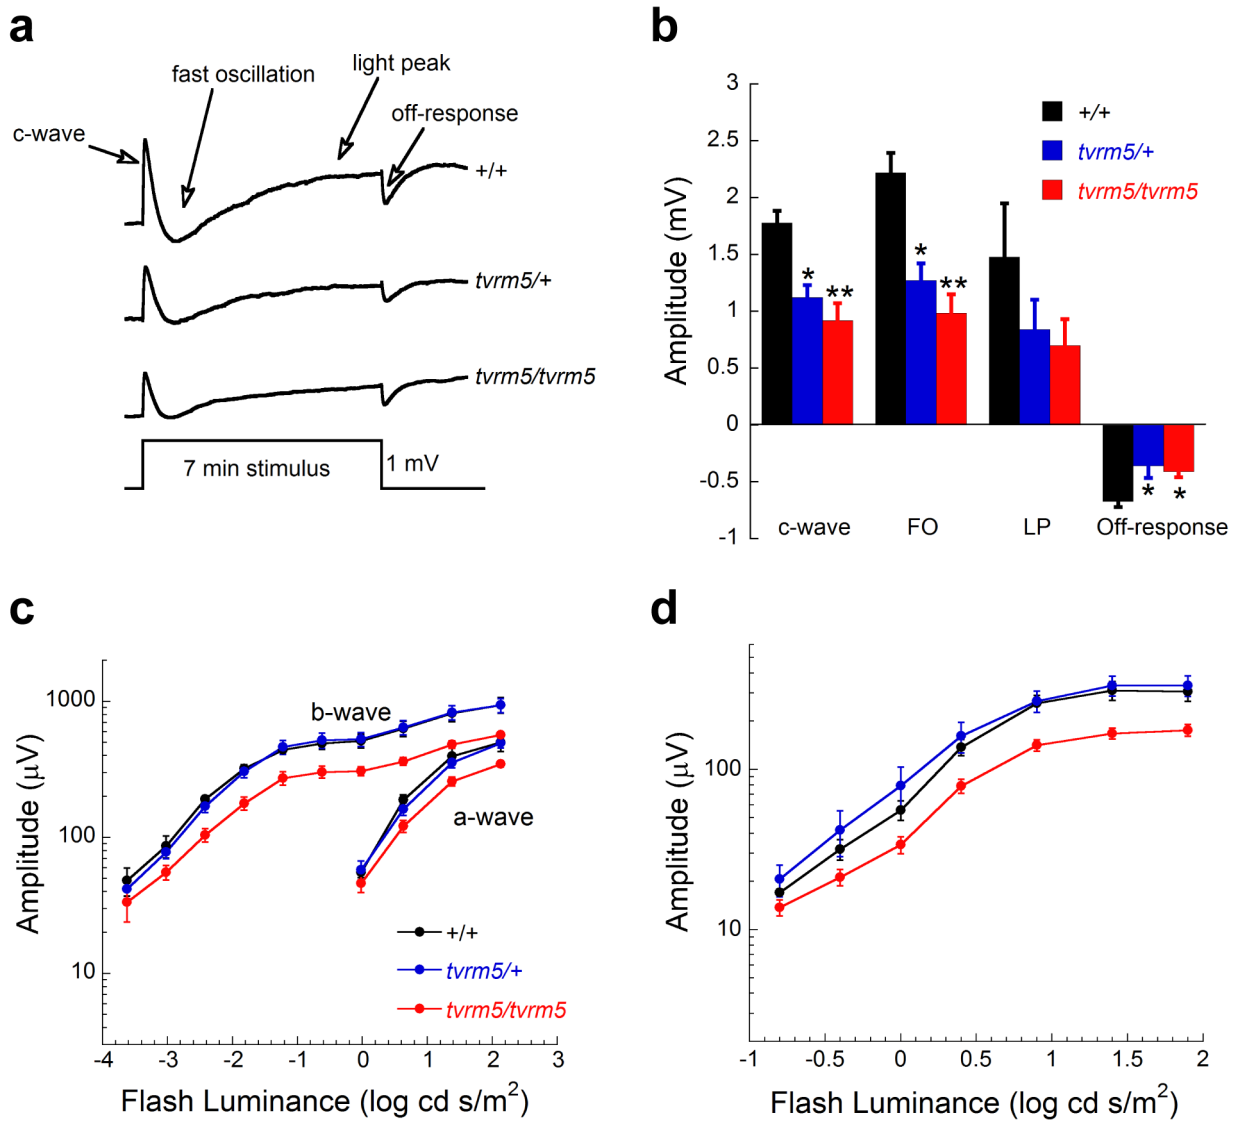 a
fast oscillation
light peak
off-response
c-wave
+/+
tvrm5/+
tvrm5/tvrm5
7 min stimulus
1 mV
b
Amplitude (mV)
3
2.5
2
1.5
1
0.5
0
-0.5
-1
+/+
tvrm5/+
tvrm5/tvrm5
* ** * **
* *
c-wave FO LP Off-response
c
Amplitude (μV)
1000
100
10
b-wave
a-wave
+/+
tvrm5/+
tvrm5/tvrm5
-4 -3 -2 -1 0 1 2 3
Flash Luminance (log cd s/m²)
d
Amplitude (μV)
100
10
-1 -0.5 0 0.5 1 1.5 2
Flash Luminance (log cd s/m²)